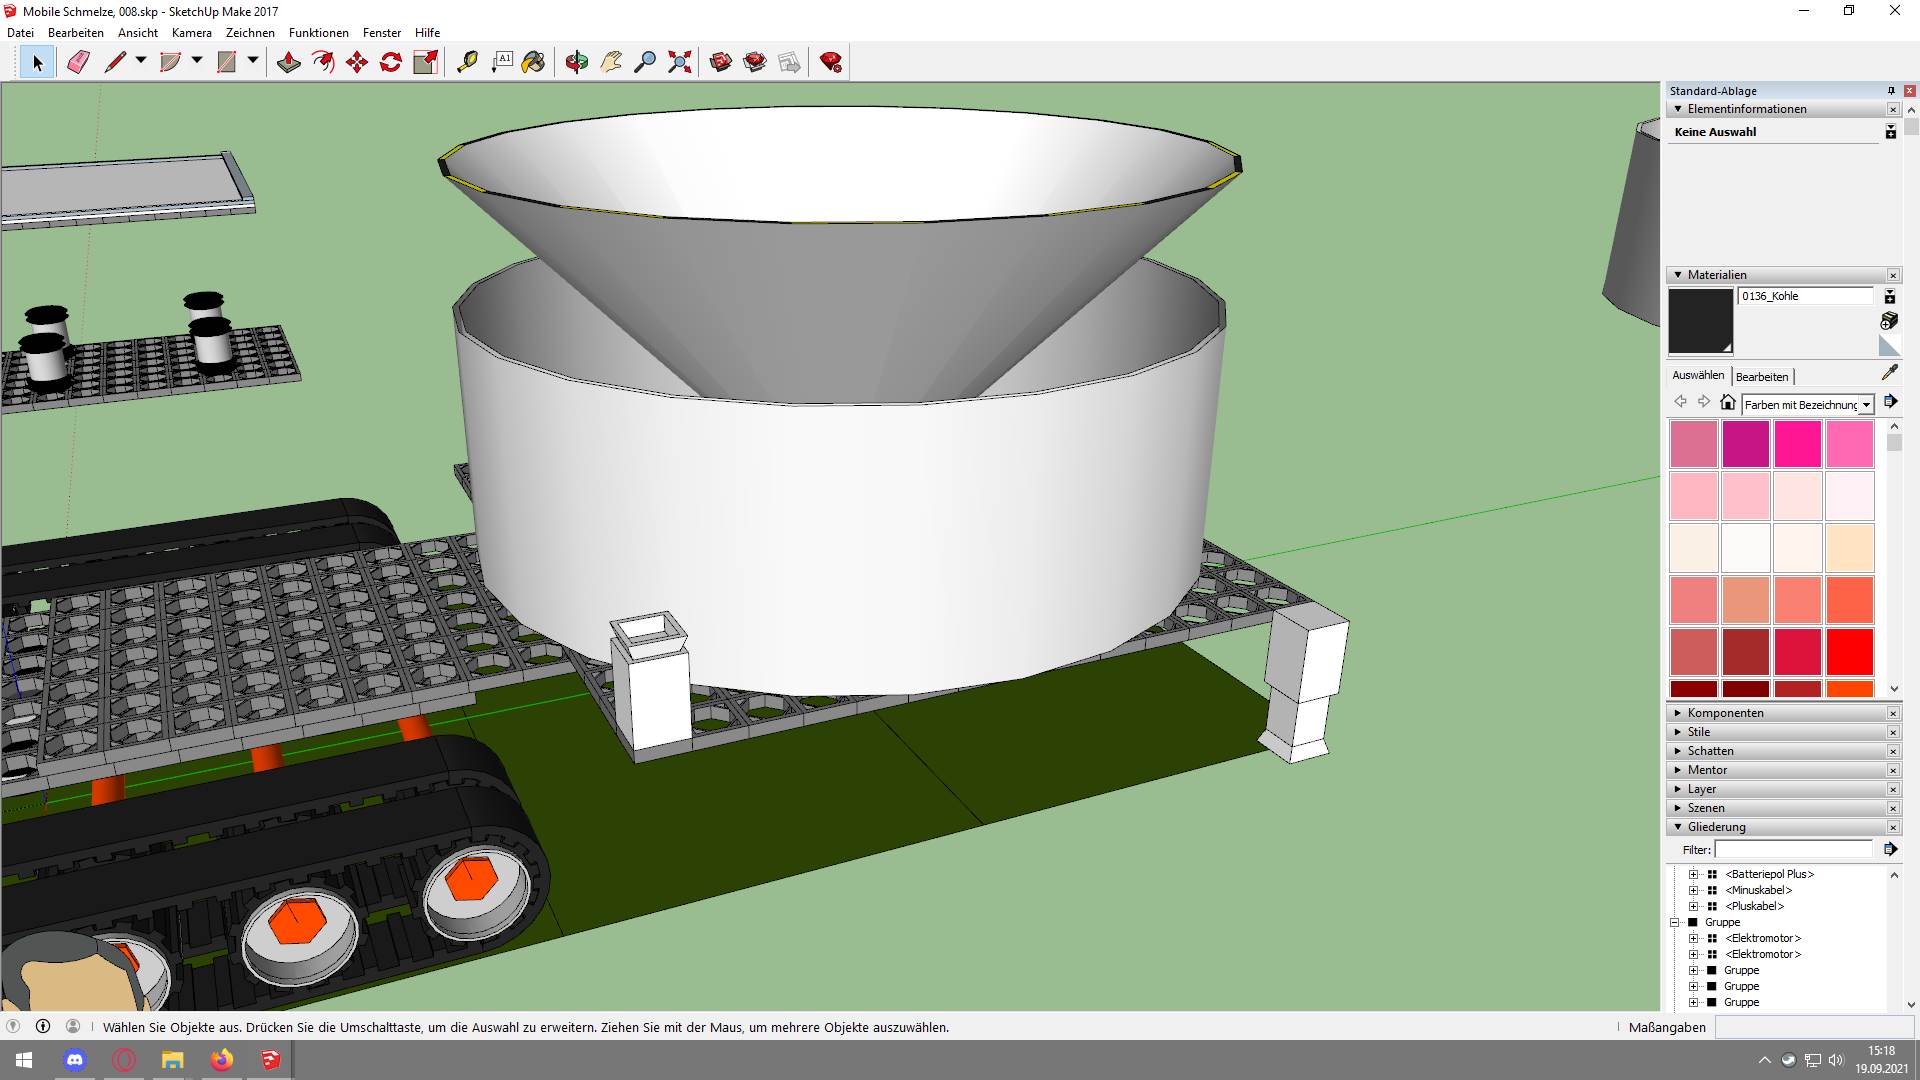 Mobile Schmelze, 008.skp - SketchUp Make 2017
Datei Bearbeiten Ansicht Kamera Zeichnen Funktionen Fenster Hilfe
A1
Standard-Ablage
Elementinformationen
Keine Auswahl
Materialien
0136_Kohle
Auswählen Bearbeiten
Farben mit Bezeichnung
Komponenten
Stile
Schatten
Mentor
Layer
Szenen
Gliederung
Filter:
<Batteriepol Plus>
<Minuskabel>
<Pluskabel>
Gruppe
<Elektromotor>
<Elektromotor>
Gruppe
Gruppe
Gruppe
Wählen Sie Objekte aus. Drücken Sie die Umschalttaste, um die Auswahl zu erweitern. Ziehen Sie mit der Maus, um mehrere Objekte auszuwählen.
Maßangaben
15:18
19.09.2021